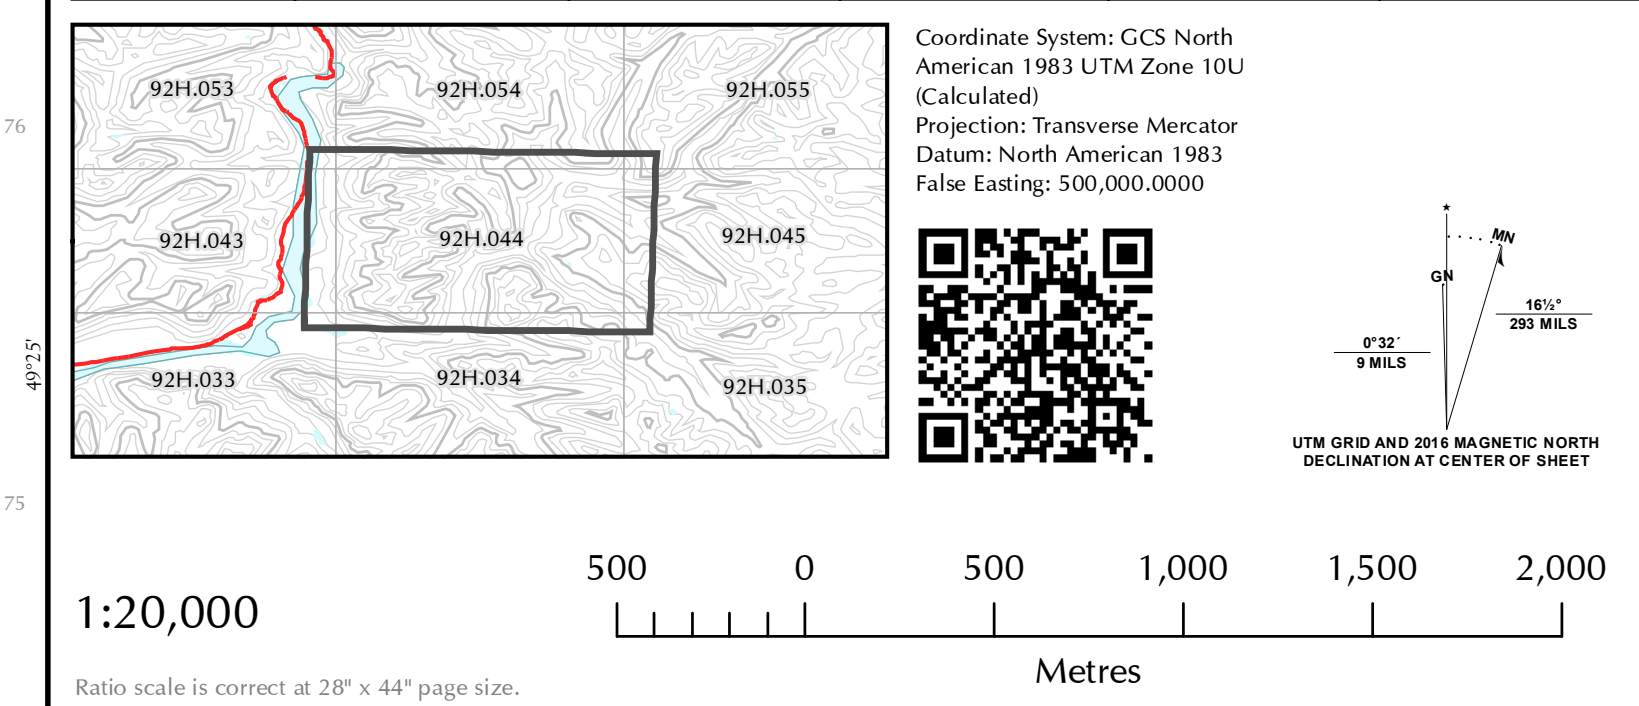 76
75
49°25'
92H.053
92H.054
92H.055
92H.043
92H.044
92H.045
92H.033
92H.034
92H.035
Coordinate System: GCS North
American 1983 UTM Zone 10U
(Calculated)
Projection: Transverse Mercator
Datum: North American 1983
False Easting: 500,000.0000
MN
GN
16½°
293 MILS
0°32´
9 MILS
UTM GRID AND 2016 MAGNETIC NORTH
DECLINATION AT CENTER OF SHEET
500 0 500 1,000 1,500 2,000
1:20,000
Metres
Ratio scale is correct at 28" x 44" page size.